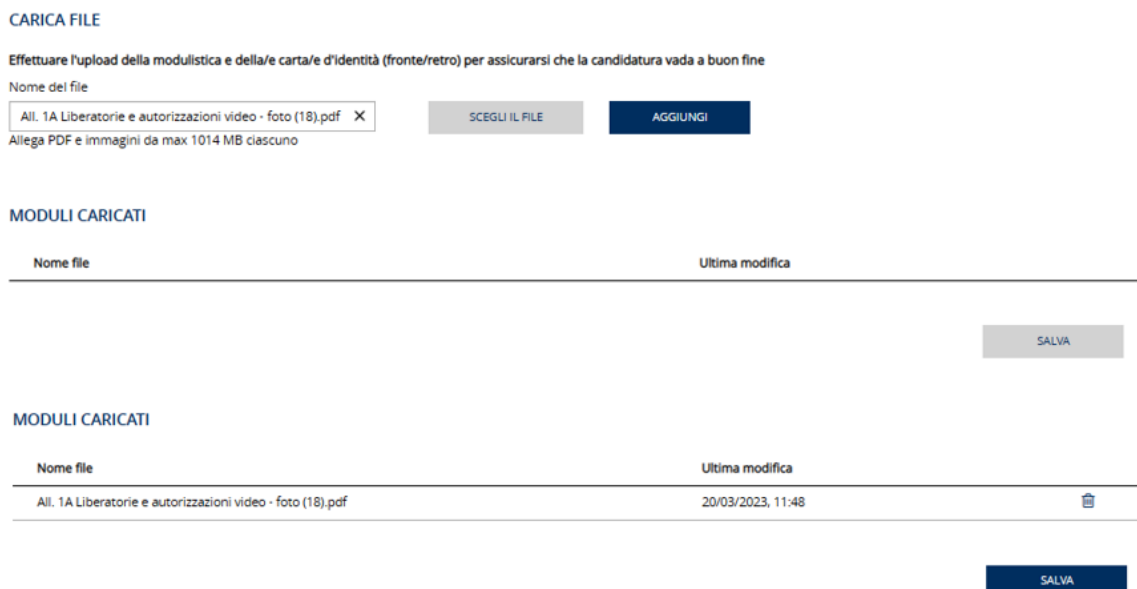 CARICA FILE
Effettuare l'upload della modulistica e della/e carta/e d'identità (fronte/retro) per assicurarsi che la candidatura vada a buon fine
Nome del file
All. 1A Liberatorie e autorizzazioni video - foto (18).pdf X SCEGLI IL FILE AGGIUNGI
Allega PDF e immagini da max 1014 MB ciascuno
MODULI CARICATI
Nome file Ultima modifica
SALVA
MODULI CARICATI
Nome file Ultima modifica
All. 1A Liberatorie e autorizzazioni video - foto (18).pdf 20/03/2023, 11:48
SALVA